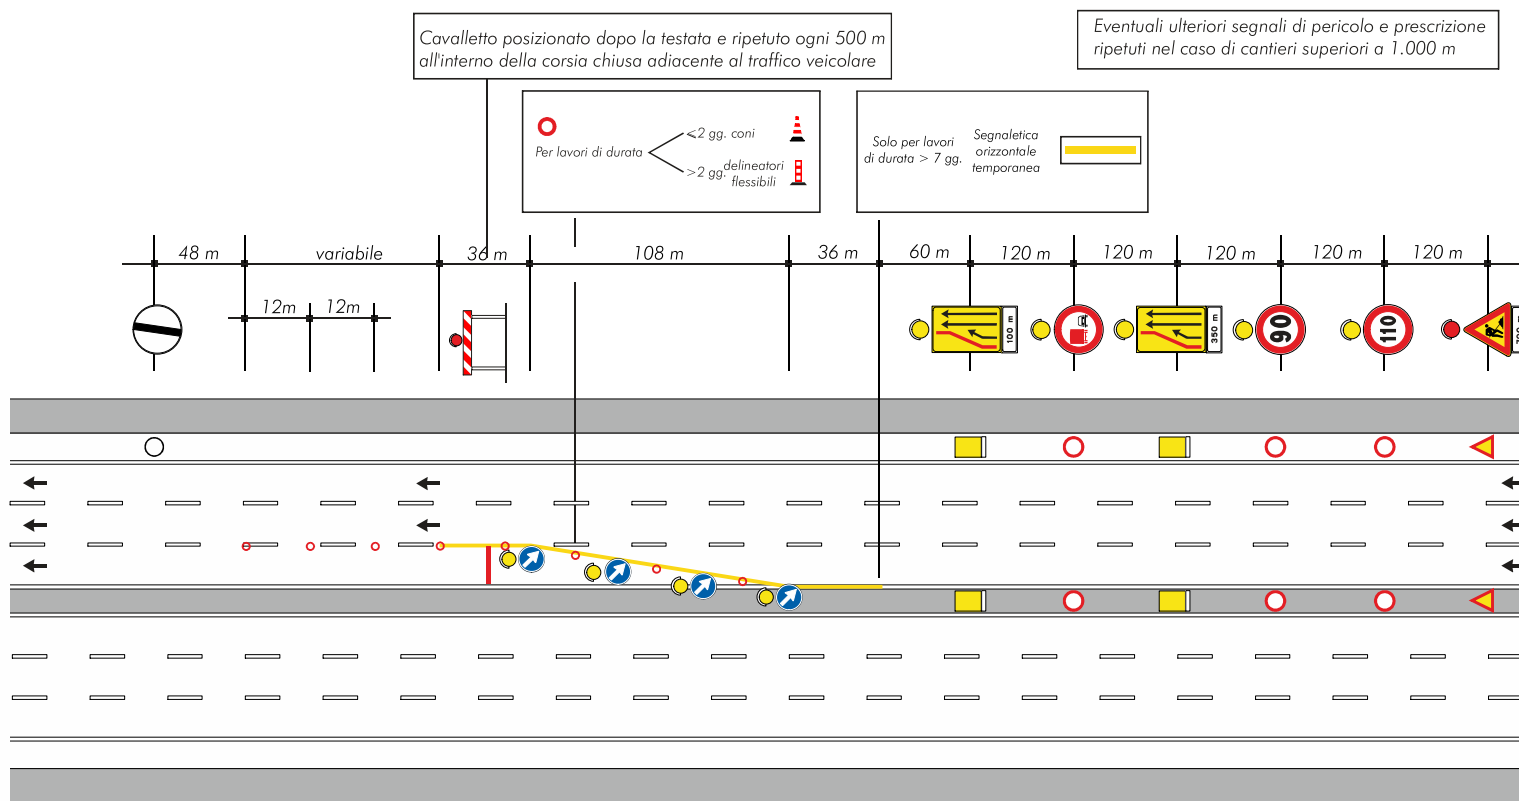 Cavalletto posizionato dopo la testata e ripetuto ogni 500 m
all'interno della corsia chiusa adiacente al traffico veicolare
Eventuali ulteriori segnali di pericolo e prescrizione
ripetuti nel caso di cantieri superiori a 1.000 m
Per lavori di durata
<2 gg. coni
>2 gg. delineatori
flessibili
Solo per lavori
di durata > 7 gg.
Segnaletica
orizzontale
temporanea
48 m
variabile
36 m
108 m
36 m
60 m
120 m
120 m
120 m
120 m
120 m
12m
12m
100 m
350 m
90
110